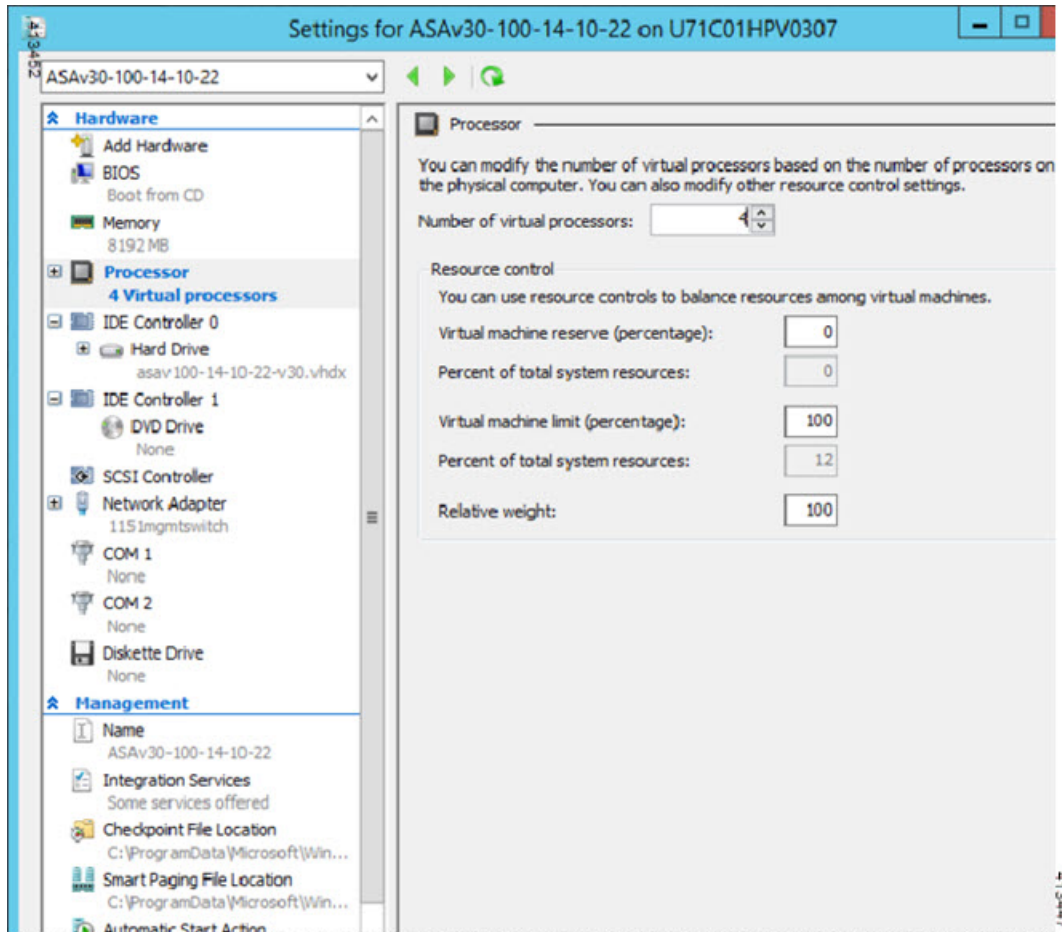 Settings for ASAv30-100-14-10-22 on U71C01HPV0307
413452
ASAv30-100-14-10-22
Hardware
Add Hardware
BIOS
Boot from CD
Memory
8192 MB
Processor
4 Virtual processors
IDE Controller 0
Hard Drive
asav100-14-10-22-v30.vhdx
IDE Controller 1
DVD Drive
None
SCSI Controller
Network Adapter
1151mgmtswitch
COM 1
None
COM 2
None
Diskette Drive
None
Management
Name
ASAv30-100-14-10-22
Integration Services
Some services offered
Checkpoint File Location
C:\ProgramData\Microsoft\Win...
Smart Paging File Location
C:\ProgramData\Microsoft\Win...
Automatic Start Action
Processor
You can modify the number of virtual processors based on the number of processors on
the physical computer. You can also modify other resource control settings.
Number of virtual processors: 4
Resource control
You can use resource controls to balance resources among virtual machines.
Virtual machine reserve (percentage): 0
Percent of total system resources: 0
Virtual machine limit (percentage): 100
Percent of total system resources: 12
Relative weight: 100